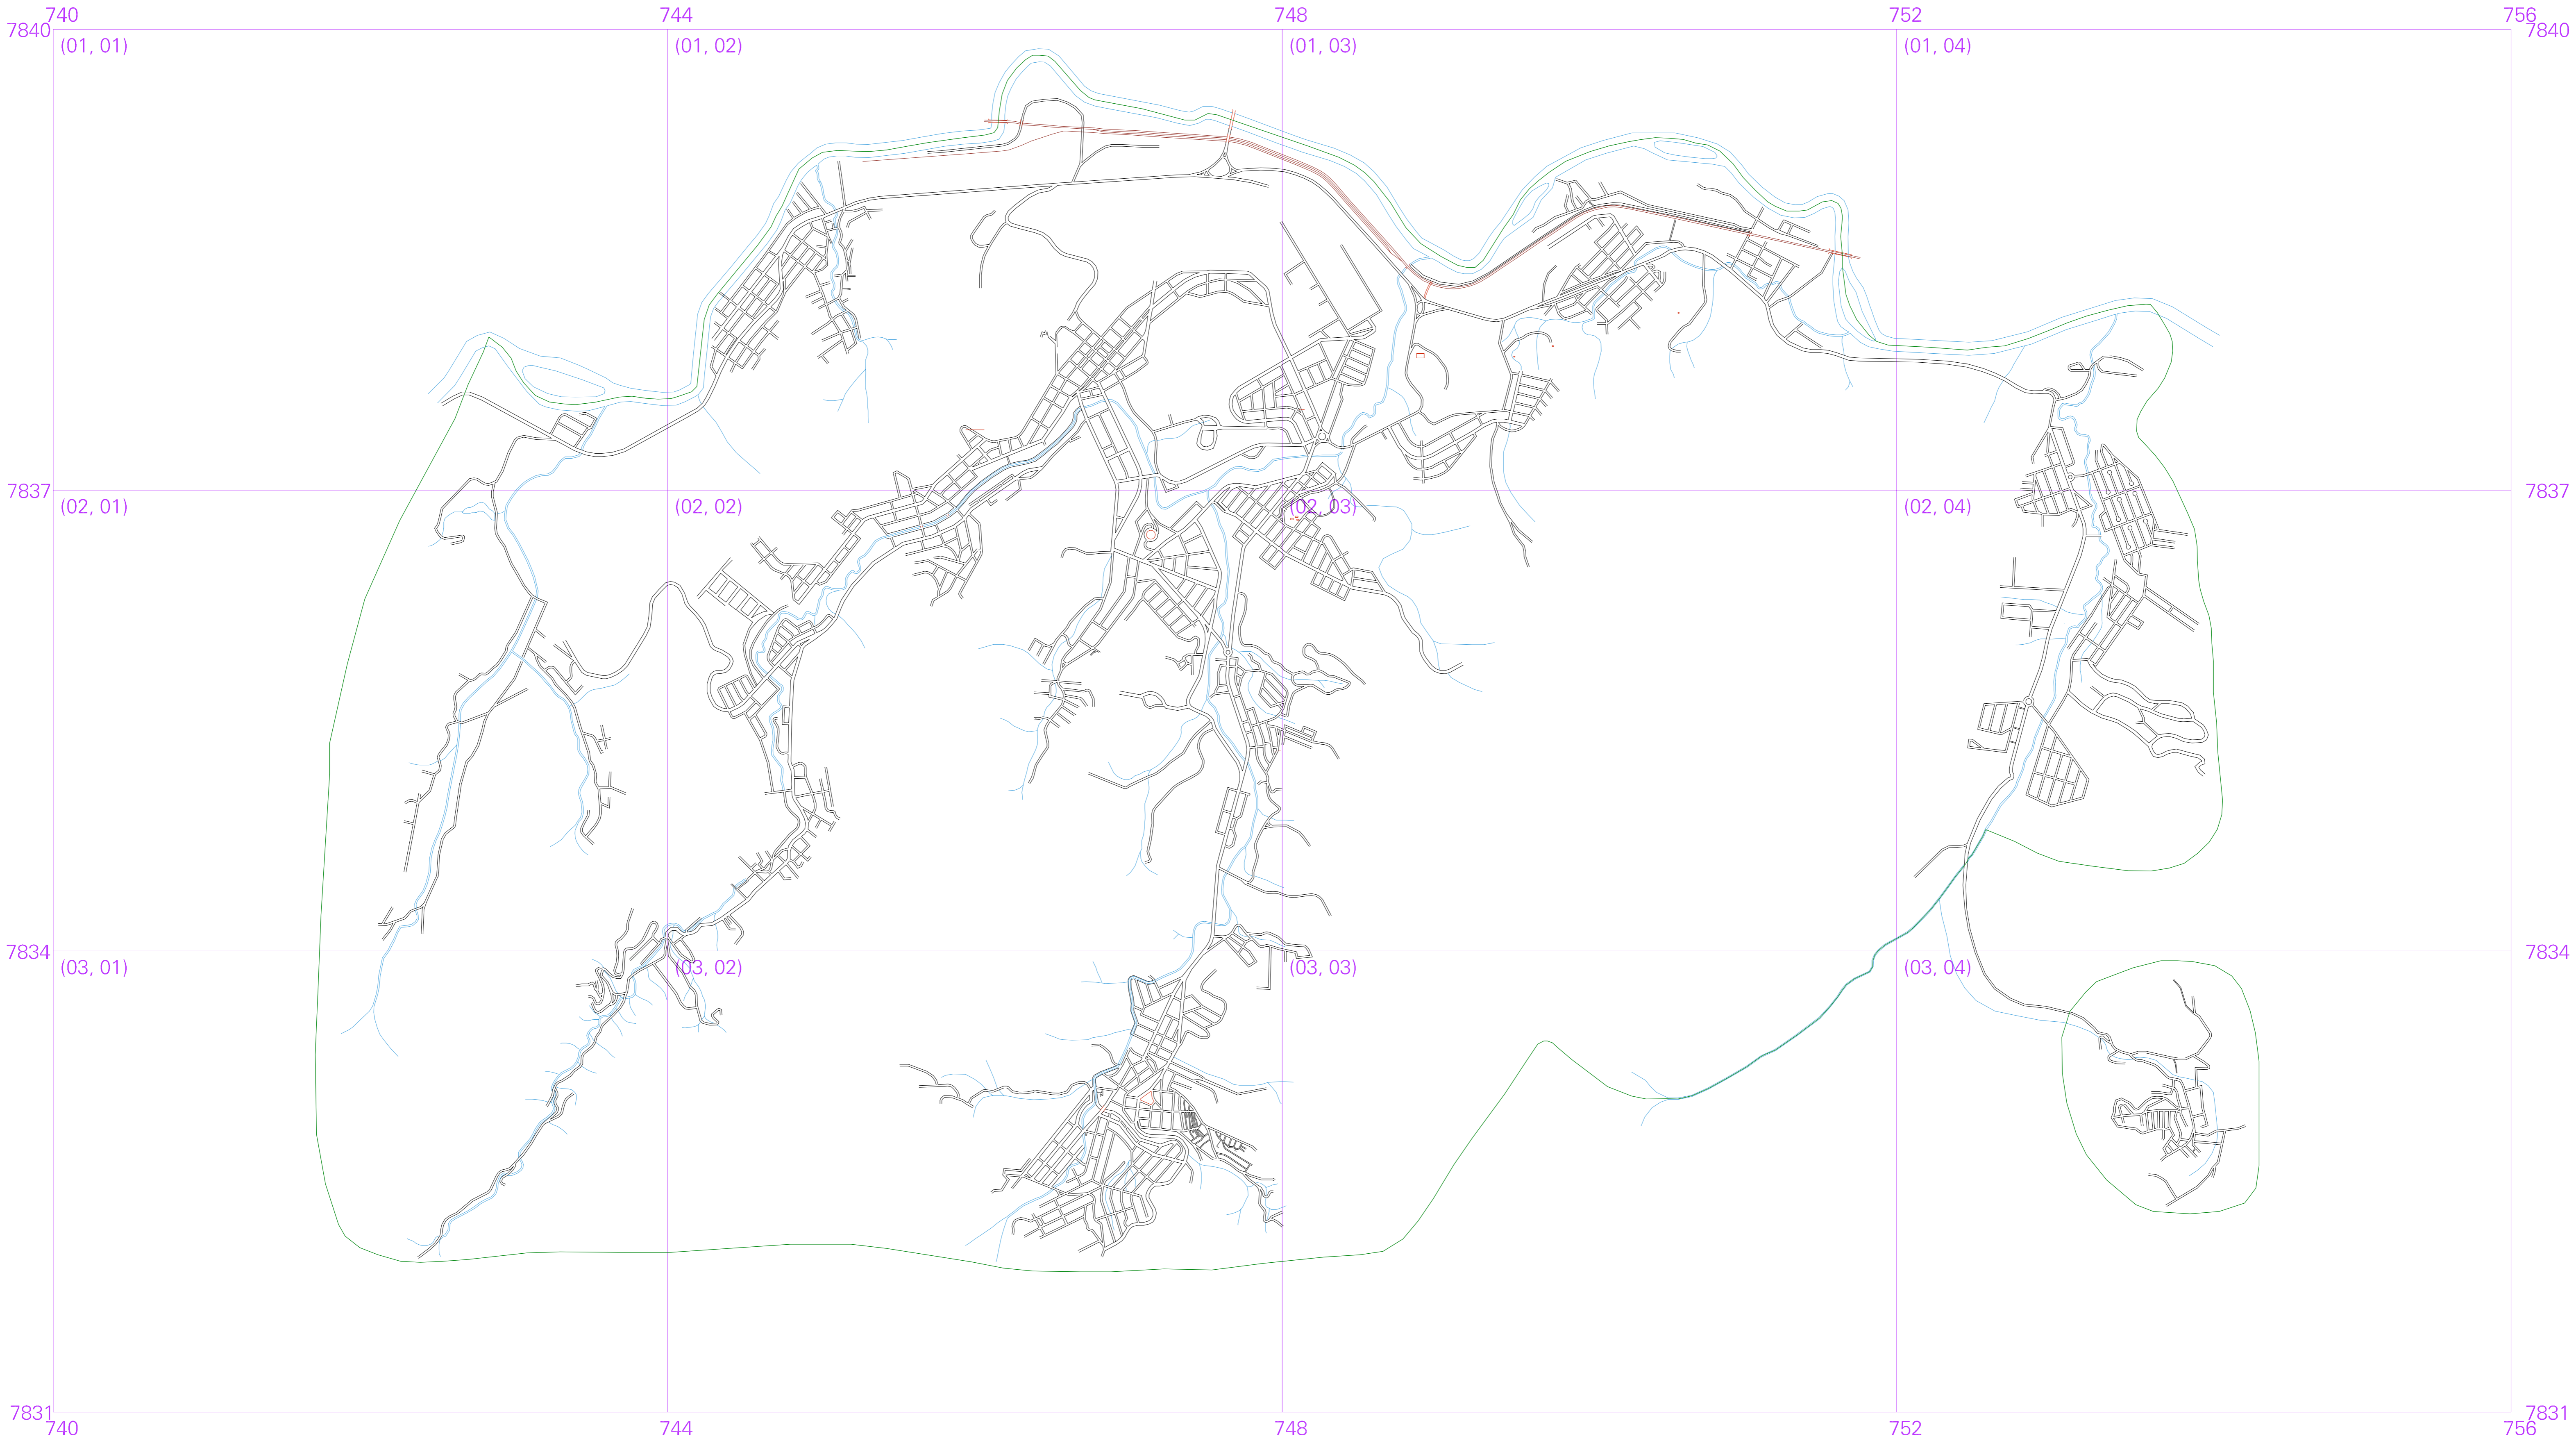 740 744 748 752 756
7840 7840
(01, 01) (01, 02) (01, 03) (01, 04)
7837 7837
(02, 01) (02, 02) (02, 03) (02, 04)
7834 7834
(03, 01) (03, 02) (03, 03) (03, 04)
7831 7831
740 744 748 752 756